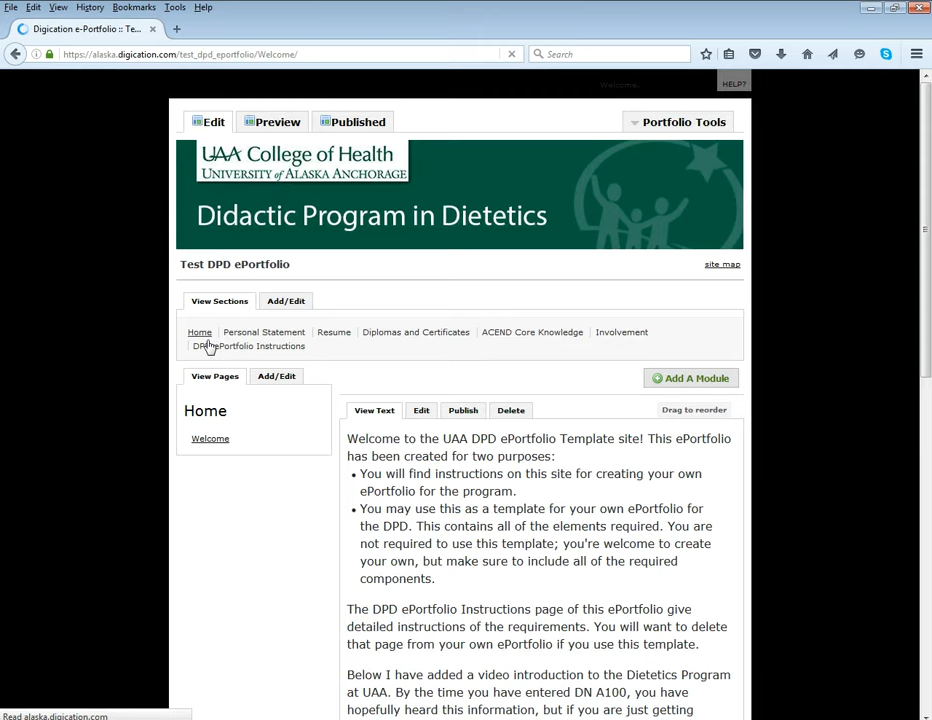 File Edit View History Bookmarks Tools Help
Digication e-Portfolio :: Te...
https://alaska.digication.com/test_dpd_eportfolio/Welcome/
Search
Welcome:
HELP?
Edit Preview Published Portfolio Tools
UAA College of Health
UNIVERSITY of ALASKA ANCHORAGE
Didactic Program in Dietetics
Test DPD ePortfolio site map
View Sections Add/Edit
Home Personal Statement Resume Diplomas and Certificates ACEND Core Knowledge Involvement
DPD ePortfolio Instructions
View Pages Add/Edit Add A Module
Home
Welcome
View Text Edit Publish Delete Drag to reorder
Welcome to the UAA DPD ePortfolio Template site! This ePortfolio
has been created for two purposes:
• You will find instructions on this site for creating your own
ePortfolio for the program.
• You may use this as a template for your own ePortfolio for
the DPD. This contains all of the elements required. You are
not required to use this template; you're welcome to create
your own, but make sure to include all of the required
components.
The DPD ePortfolio Instructions page of this ePortfolio give
detailed instructions of the requirements. You will want to delete
that page from your own ePortfolio if you use this template.
Below I have added a video introduction to the Dietetics Program
at UAA. By the time you have entered DN A100, you have
hopefully heard this information, but if you are just getting
Read alaska.digication.com